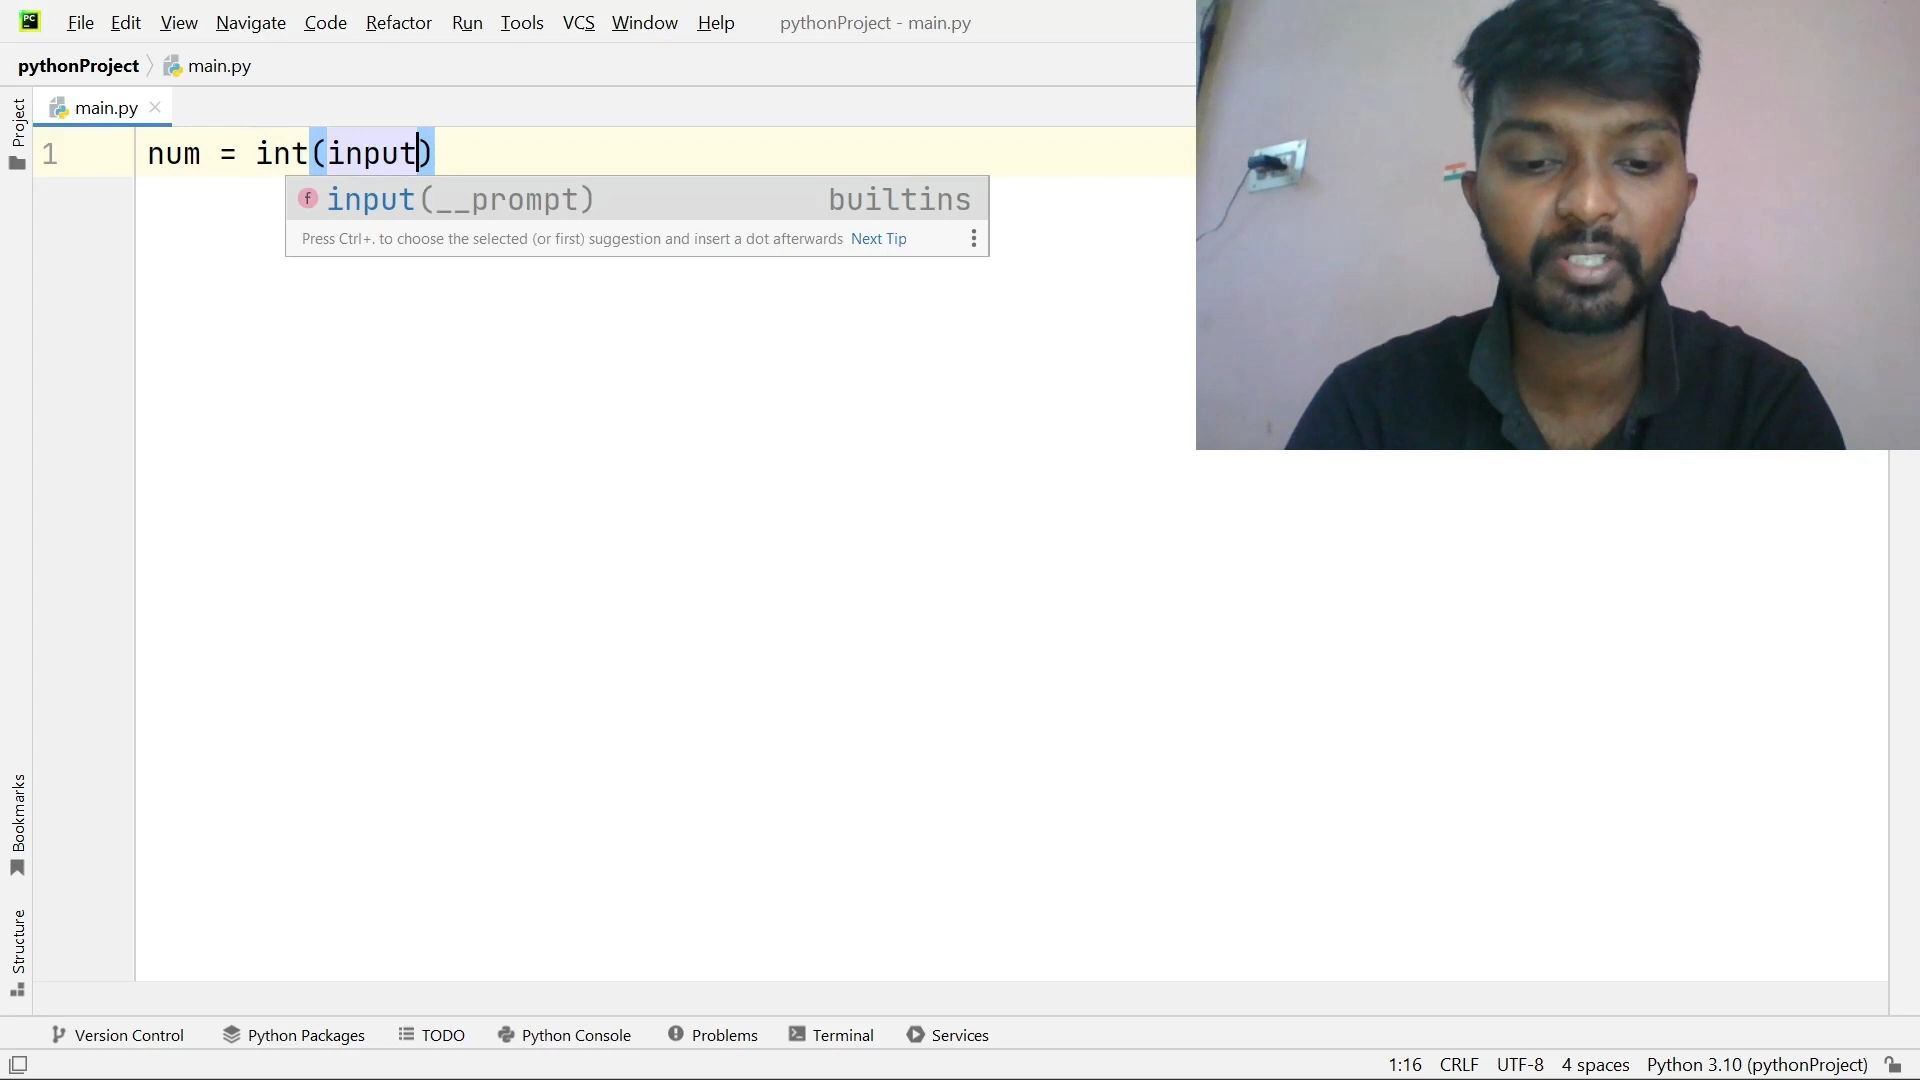 PC File Edit View Navigate Code Refactor Run Tools VCS Window Help pythonProject - main.py
pythonProject main.py
Project
main.py
1 num = int(input)
f input(__prompt) builtins
Press Ctrl+. to choose the selected (or first) suggestion and insert a dot afterwards Next Tip
Bookmarks
Structure
Version Control Python Packages TODO Python Console Problems Terminal Services
1:16 CRLF UTF-8 4 spaces Python 3.10 (pythonProject)